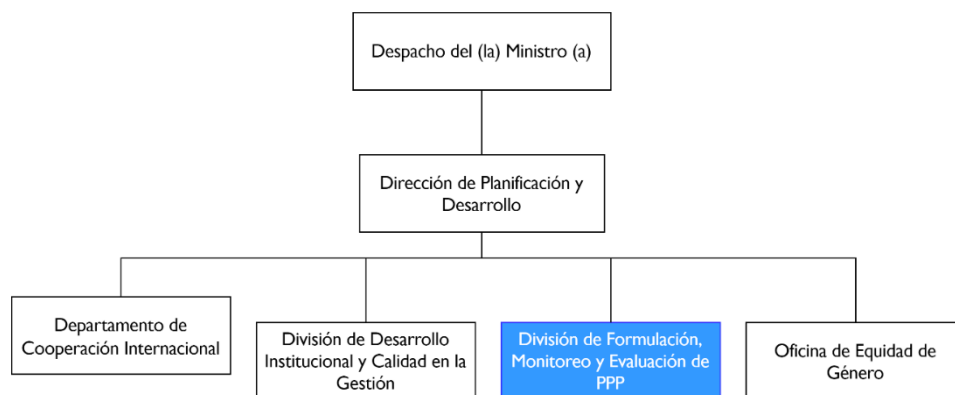 Despacho del (la) Ministro (a)
Dirección de Planificación y
Desarrollo
Departamento de
Cooperación Internacional
División de Desarrollo
Institucional y Calidad en la
Gestión
División de Formulación,
Monitoreo y Evaluación de
PPP
Oficina de Equidad de
Género